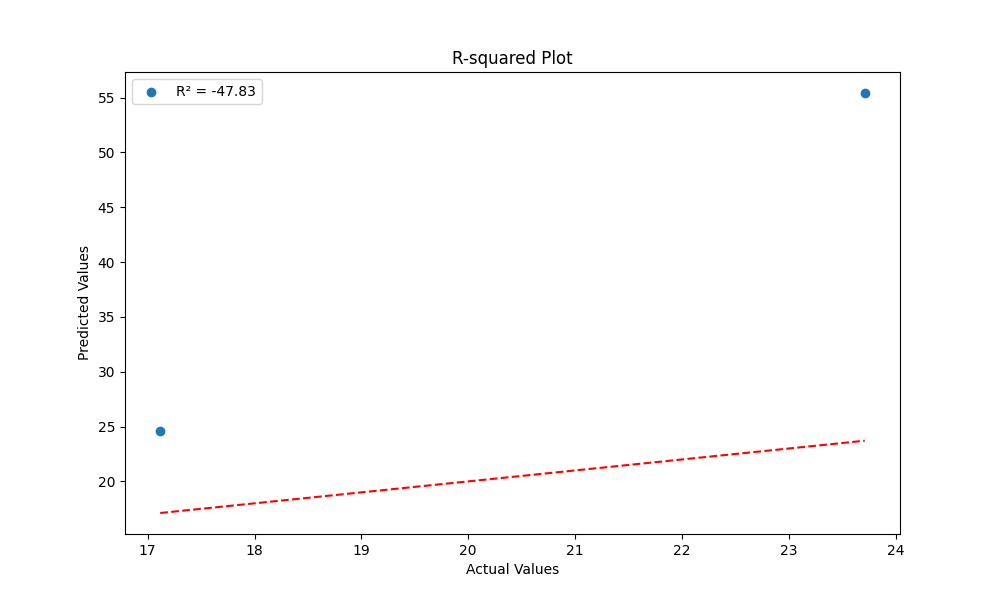 R-squared Plot
R² = -47.83
55
50
45
40
35
30
25
20
Predicted Values
17 18 19 20 21 22 23 24
Actual Values